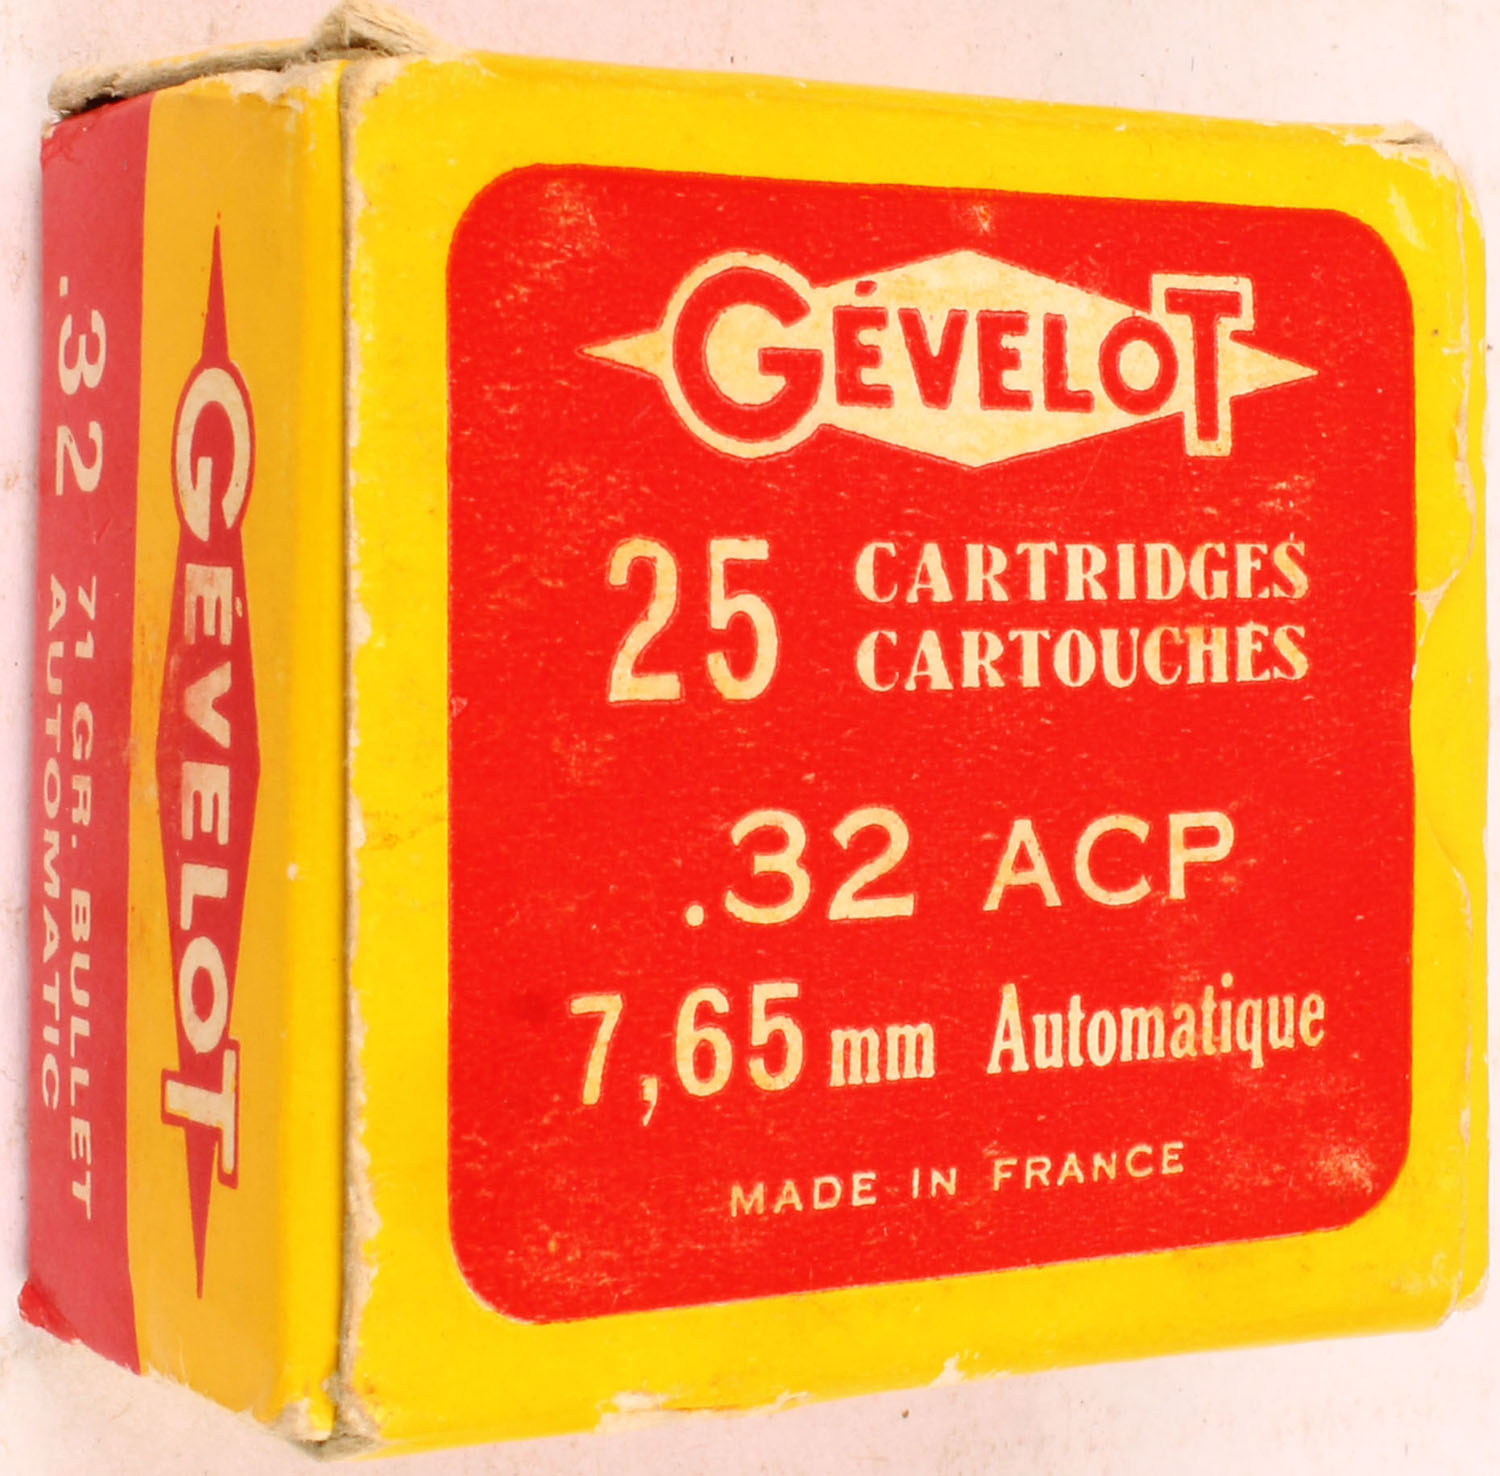 GÉVELOT
25 CARTRIDGES
CARTOUCHES
.32 ACP
7,65 mm Automatique
MADE IN FRANCE
GÉVELOT
.32 71 GR. BULLET
AUTOMATIC